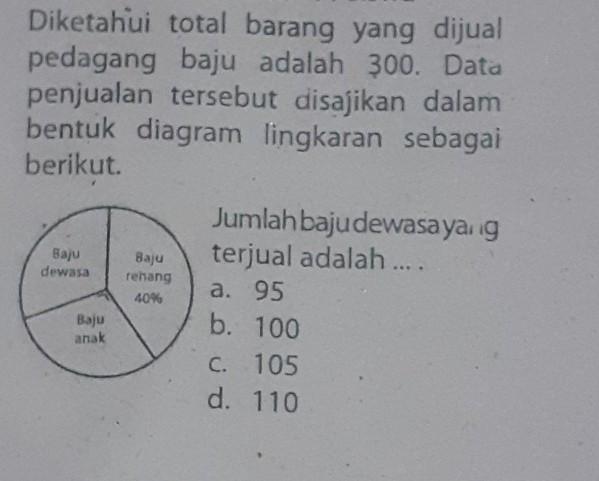 Diketahui total barang yang dijual
pedagang baju adalah 300. Data
penjualan tersebut disajikan dalam
bentuk diagram lingkaran sebagai
berikut.
Baju
dewasa
Baju
rehang
40%
Baju
anak
Jumlah baju dewasa yang
terjual adalah ... .
a. 95
b. 100
c. 105
d. 110